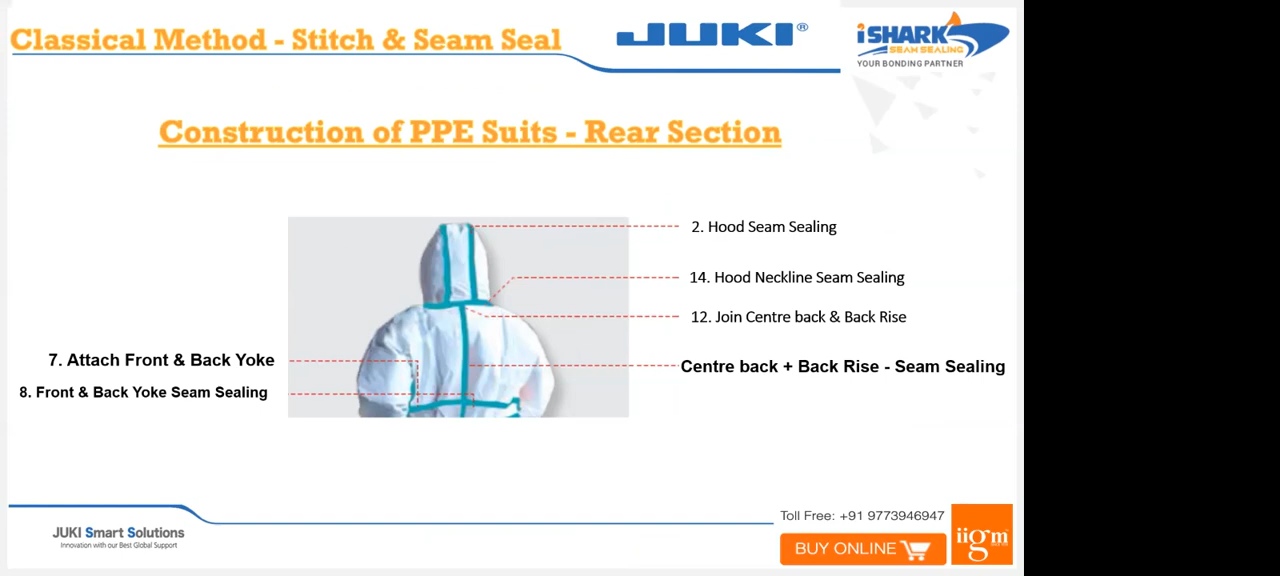 Classical Method - Stitch & Seam Seal
JUKI®
iSHARK
SEAM SEALING
YOUR BONDING PARTNER
Construction of PPE Suits - Rear Section
2. Hood Seam Sealing
14. Hood Neckline Seam Sealing
12. Join Centre back & Back Rise
7. Attach Front & Back Yoke
Centre back + Back Rise - Seam Sealing
8. Front & Back Yoke Seam Sealing
JUKI Smart Solutions
Innovation with our Best Global Support
Toll Free: +91 9773946947
BUY ONLINE
iigm